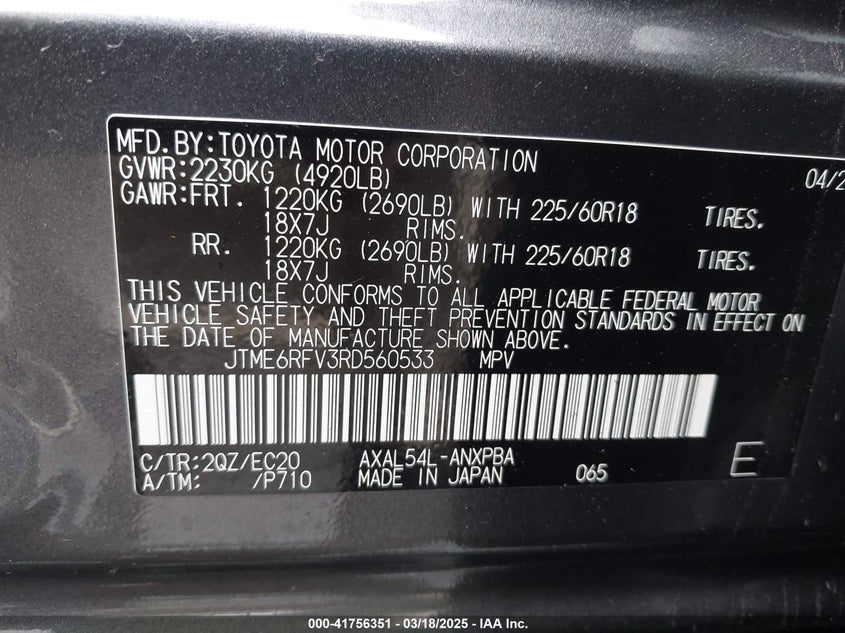 MFD.BY:TOYOTA MOTOR CORPORATION 04/2
GVWR:2230KG (4920LB)
GAWR:FRT. 1220KG (2690LB) WITH 225/60R18 TIRES.
18X7J RIMS.
RR. 1220KG (2690LB) WITH 225/60R18 TIRES.
18X7J RIMS.
THIS VEHICLE CONFORMS TO ALL APPLICABLE FEDERAL MOTOR
VEHICLE SAFETY AND THEFT PREVENTION STANDARDS IN EFFECT ON
THE DATE OF MANUFACTURE SHOWN ABOVE.
JTME6RFV3RD560533 MPV
C/TR:2QZ/EC20 AXAL54L-ANXPBA
A/TM: /P710 MADE IN JAPAN 065 E
000-41756351 — 03/18/2025 — IAA Inc.